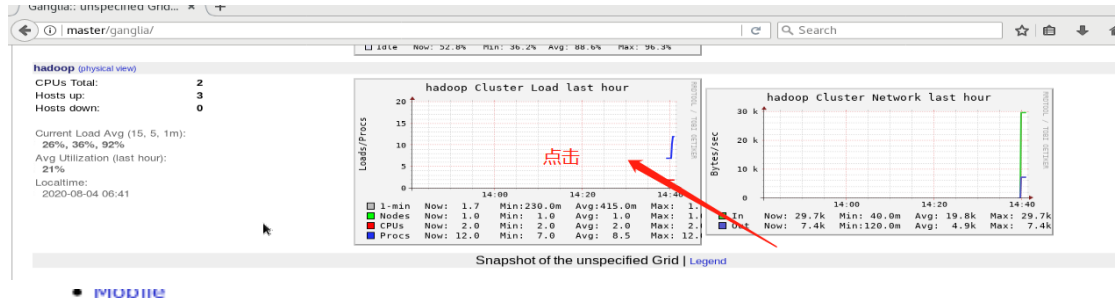 Ganglia:: unspecified Grid... × +
master/ganglia/
Search
Idle Now: 52.8% Min: 36.2% Avg: 88.6% Max: 96.3%
hadoop (physical view)
CPUs Total: 2
Hosts up: 3
Hosts down: 0
Current Load Avg (15, 5, 1m):
26%, 36%, 92%
Avg Utilization (last hour):
21%
Localtime:
2020-08-04 06:41
hadoop Cluster Load last hour
Loads/Procs
20
15
10
5
0
点击
14:00 14:20 14:40
1-min Now: 1.7 Min:230.0m Avg:415.0m Max: 1.
Nodes Now: 1.0 Min: 1.0 Avg: 1.0 Max: 1.
CPUs Now: 2.0 Min: 2.0 Avg: 2.0 Max: 2.
Procs Now: 12.0 Min: 7.0 Avg: 8.5 Max: 12.
RRDTOOL / TOBI OETIKER
hadoop Cluster Network last hour
Bytes/sec
30 k
20 k
10 k
0
14:00 14:20 14:40
In Now: 29.7k Min: 40.0m Avg: 19.8k Max: 29.7k
Out Now: 7.4k Min:120.0m Avg: 4.9k Max: 7.4k
RRDTOOL / TOBI OETIKER
Snapshot of the unspecified Grid | Legend
Mobile